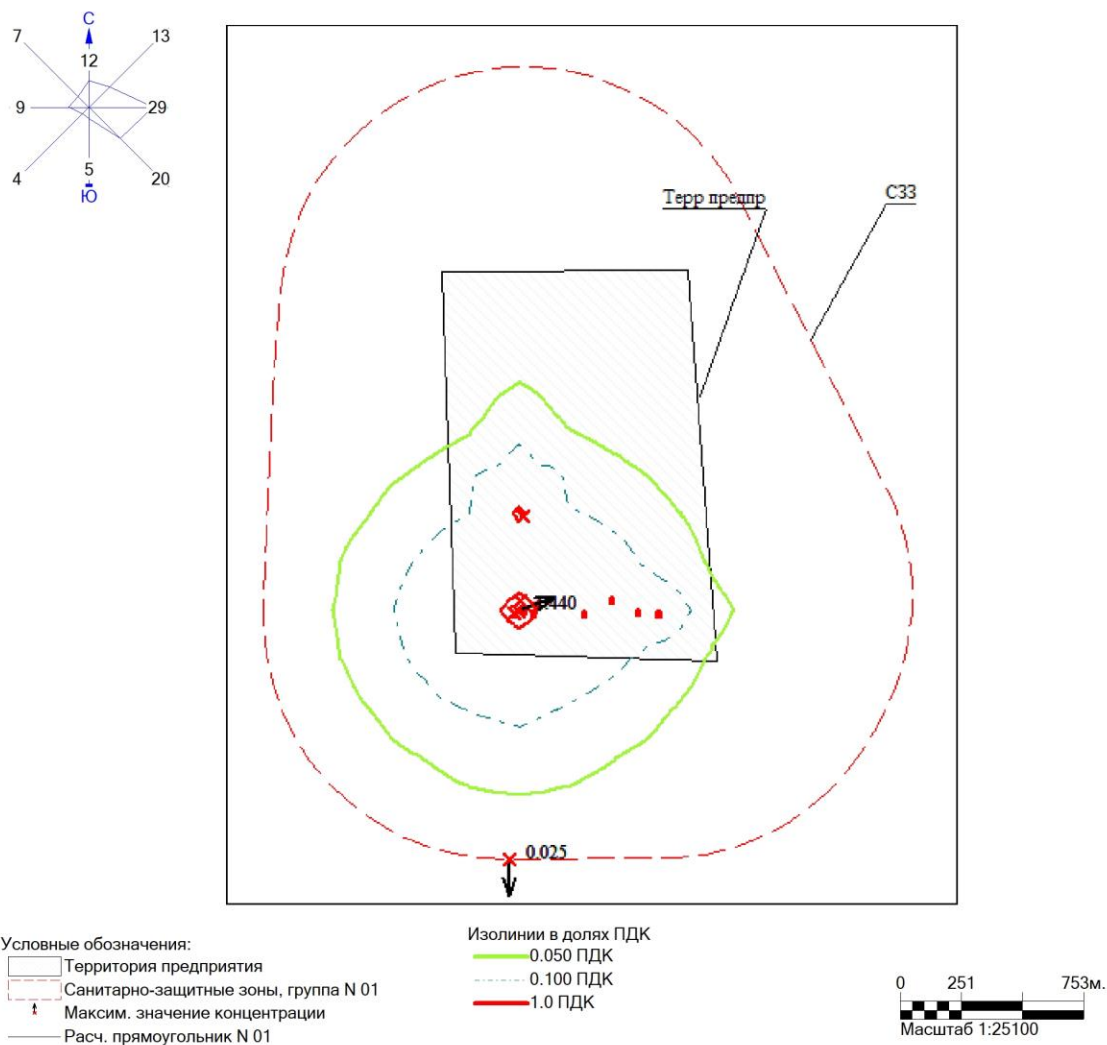 С
7
13
12
9
29
5
4
20
Ю
Терр предпр
СЗЗ
0.025
Условные обозначения:
Территория предприятия
Санитарно-защитные зоны, группа N 01
Максим. значение концентрации
Расч. прямоугольник N 01
Изолинии в долях ПДК
0.050 ПДК
0.100 ПДК
1.0 ПДК
0 251 753м.
Масштаб 1:25100